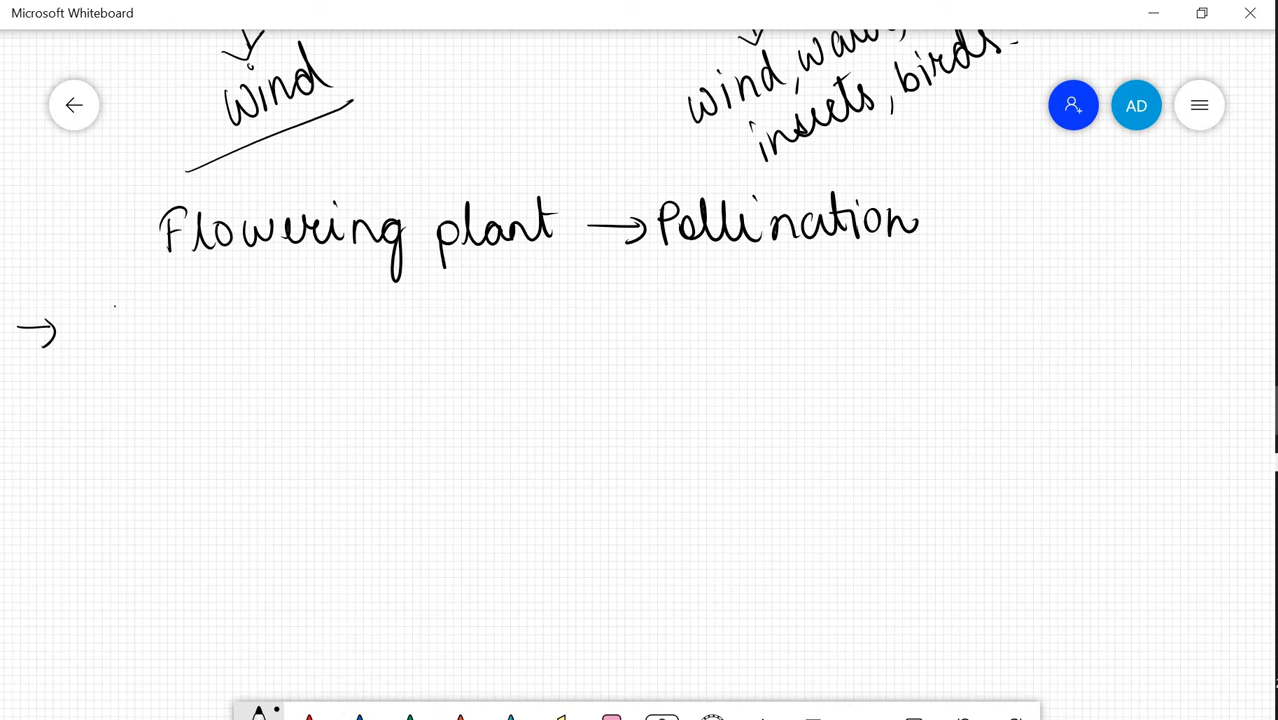 Microsoft Whiteboard
wind
wind, water,
insects, birds.
AD
Flowering plant → Pollination
→